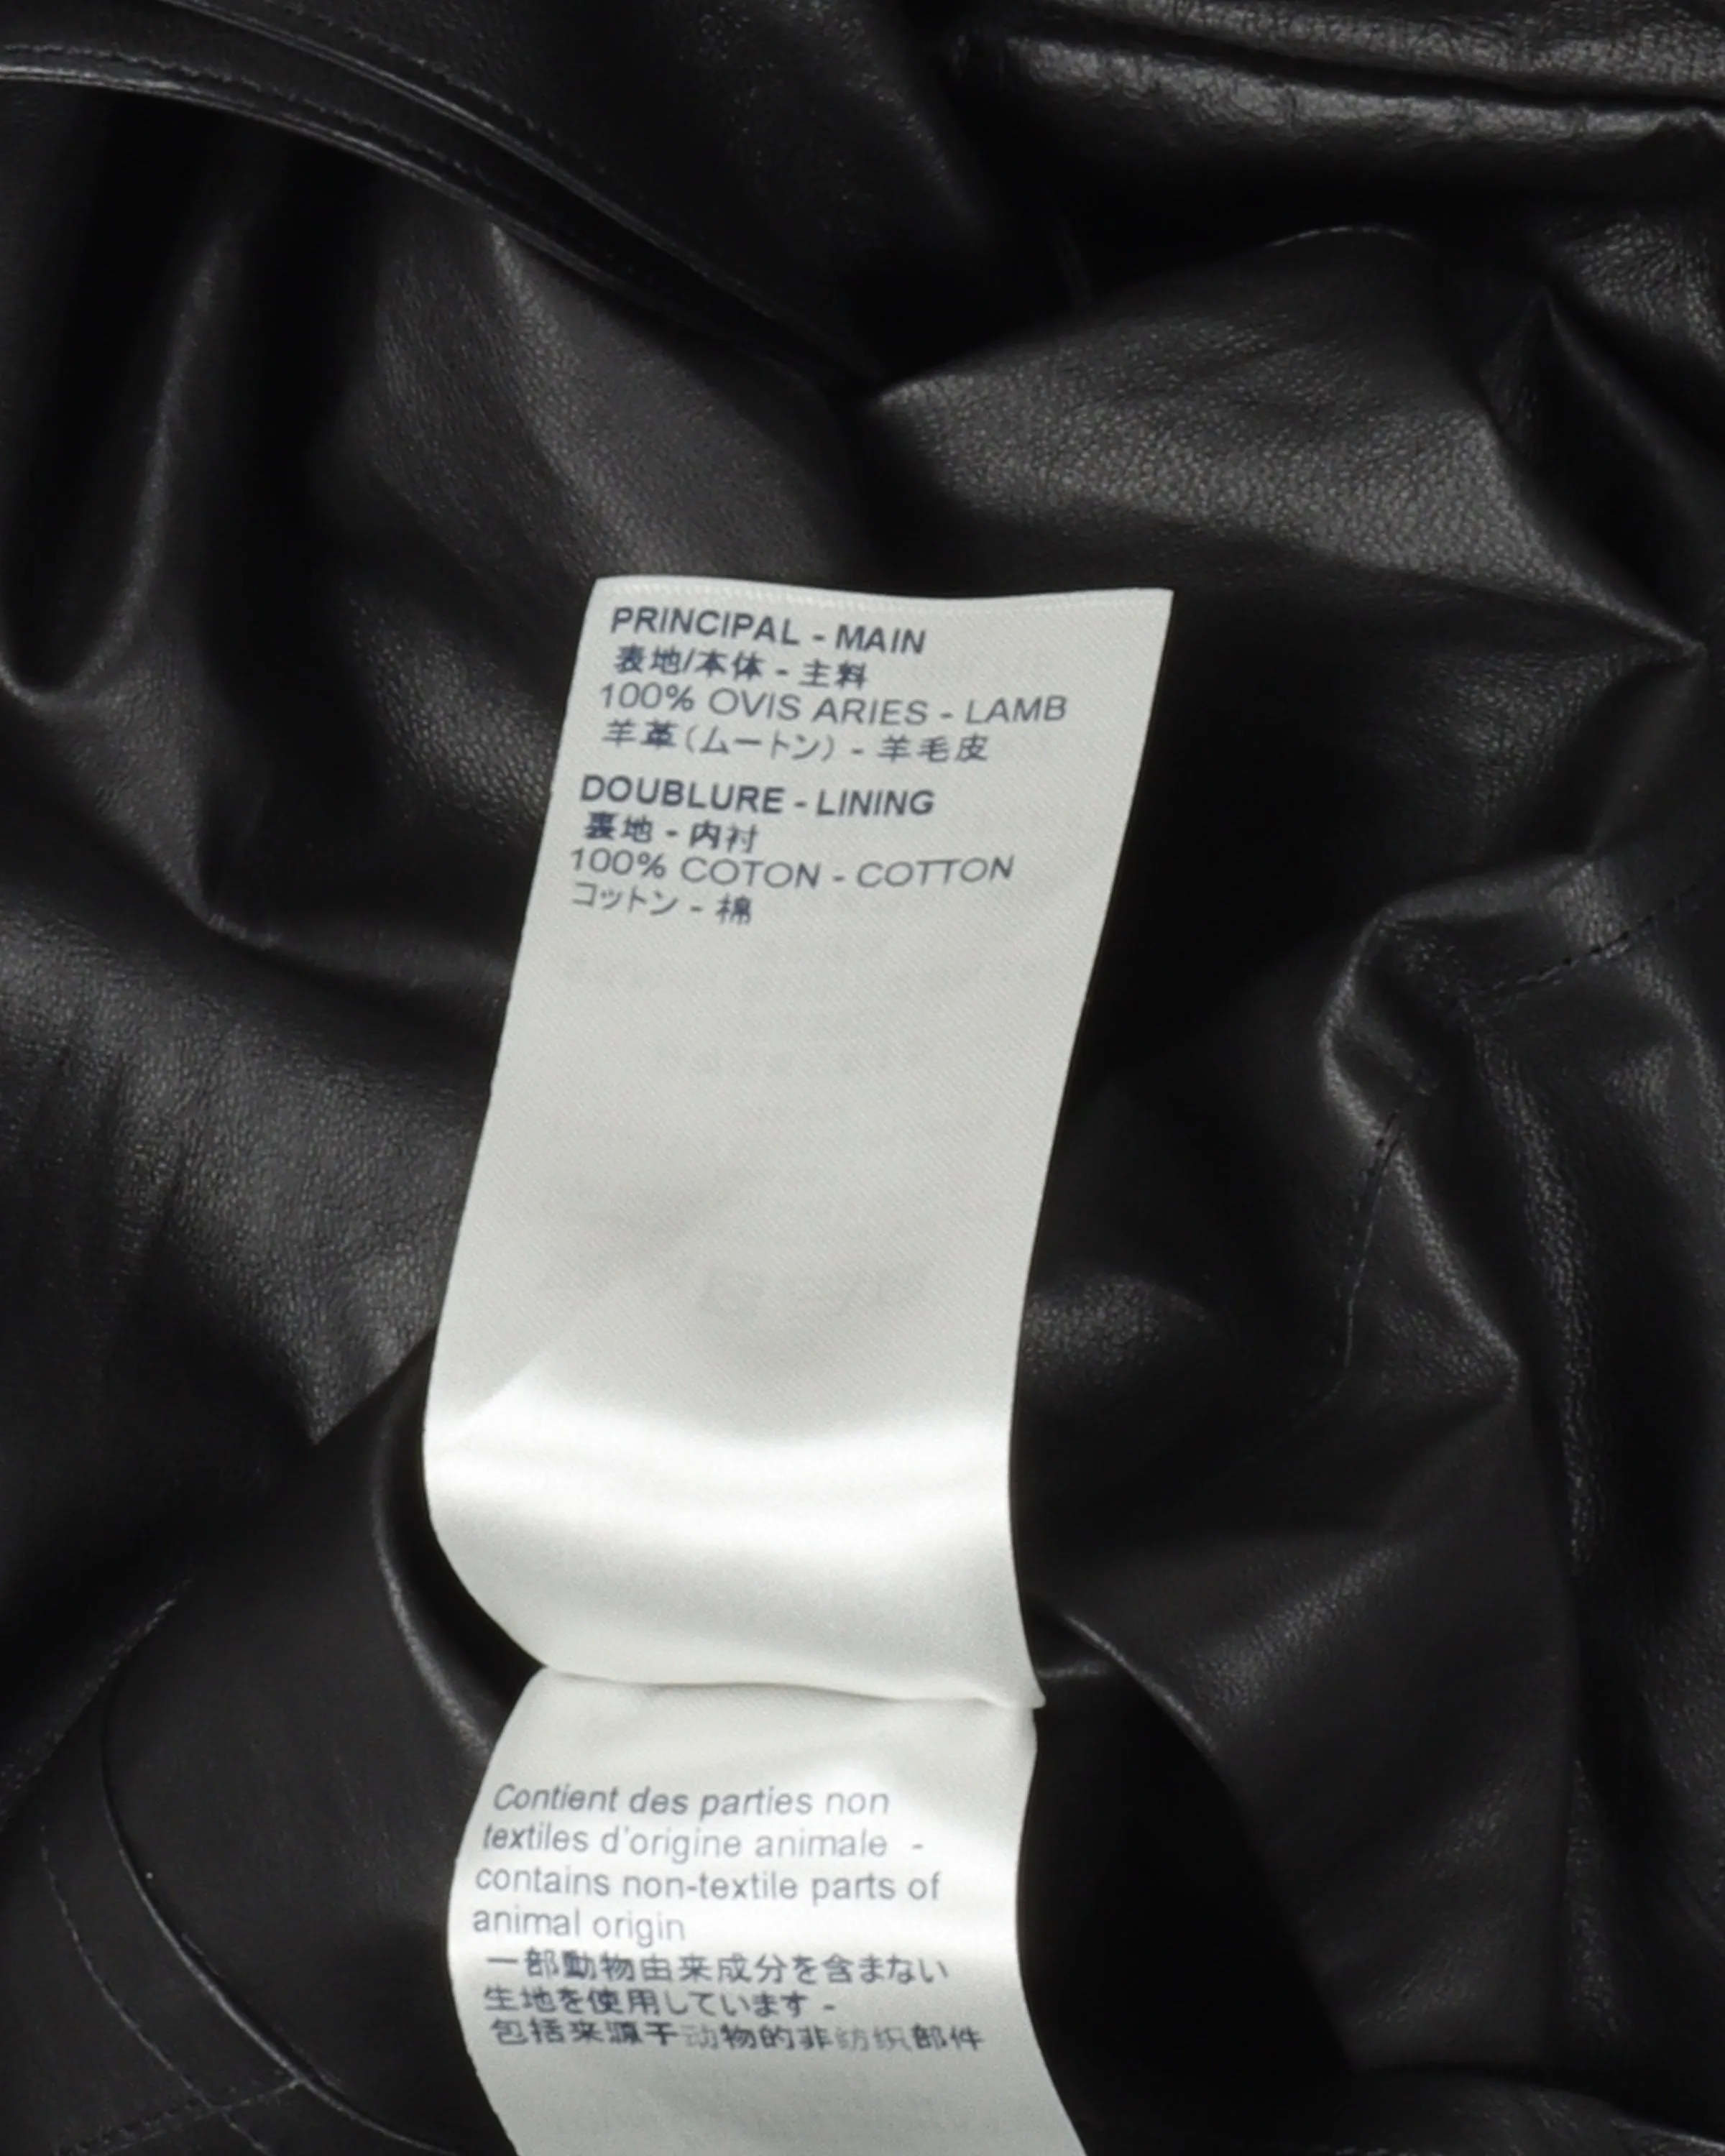 PRINCIPAL - MAIN
表地/本体 - 主料
100% OVIS ARIES - LAMB
羊革(ムートン) - 羊毛皮
DOUBLURE - LINING
裏地 - 内衬
100% COTON - COTTON
コットン - 棉
Contient des parties non
textiles d'origine animale -
contains non-textile parts of
animal origin
一部動物由来成分を含まない
生地を使用しています -
包括来源于动物的非纺织部件